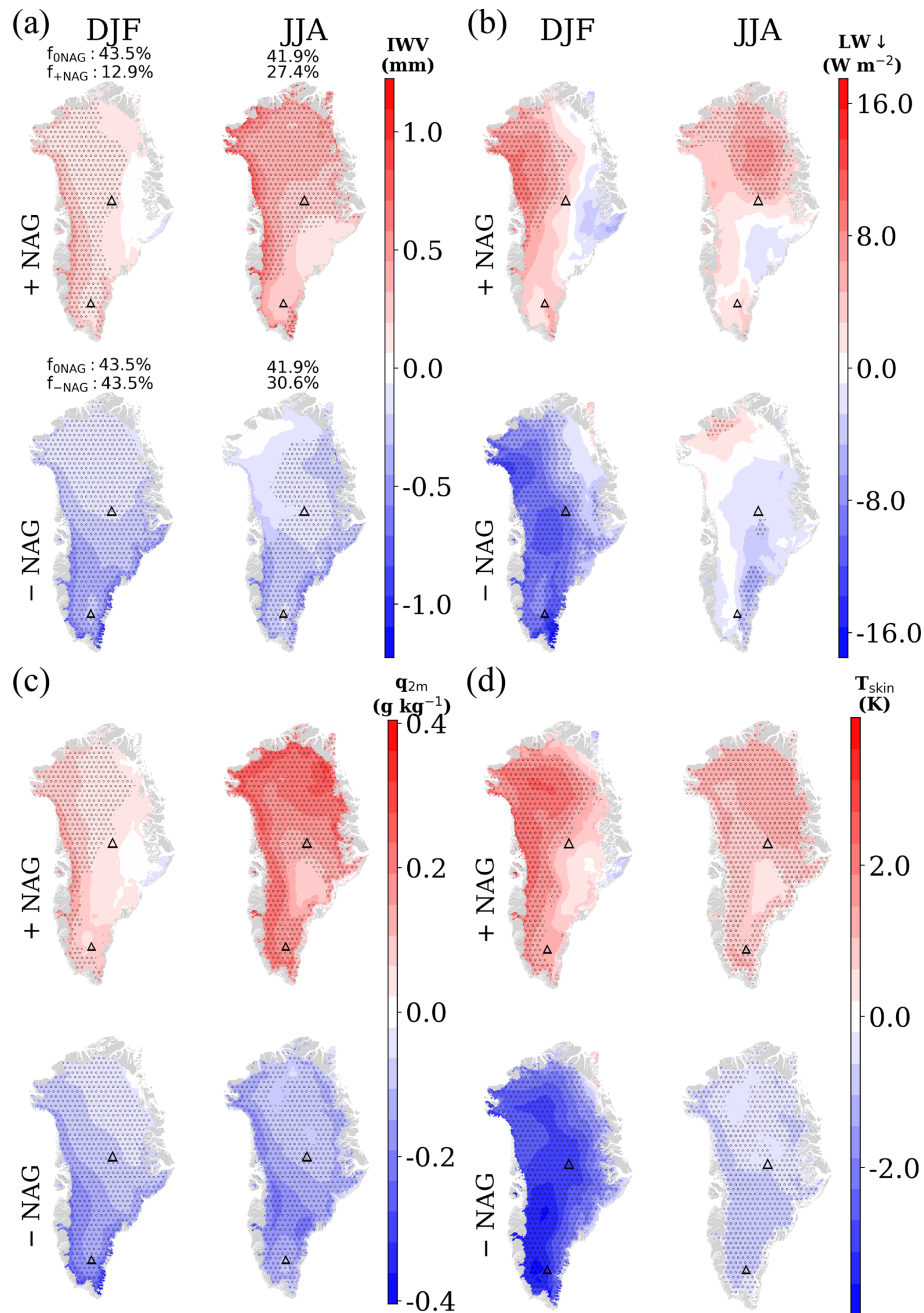 (a)
DJF
JJA
IWV
(mm)
f0NAG : 43.5%
f+NAG : 12.9%
41.9%
27.4%
+ NAG
1.0
0.5
0.0
-0.5
-1.0
f0NAG : 43.5%
f−NAG : 43.5%
41.9%
30.6%
− NAG
(b)
DJF
JJA
LW ↓
(W m−2)
+ NAG
16.0
8.0
0.0
-8.0
-16.0
− NAG
(c)
q2m
(g kg−1)
+ NAG
0.4
0.2
0.0
-0.2
-0.4
− NAG
(d)
Tskin
(K)
+ NAG
2.0
0.0
-2.0
− NAG